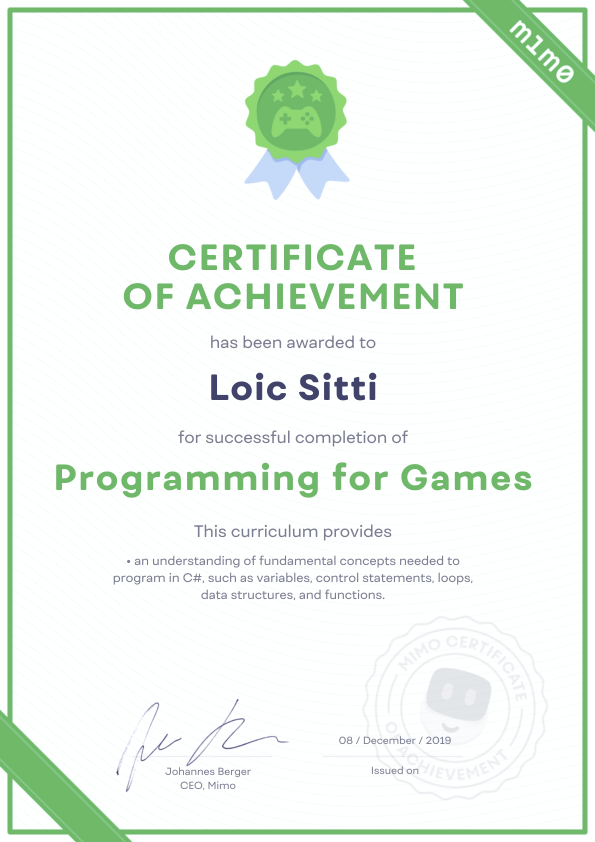 m1m0
CERTIFICATE
OF ACHIEVEMENT
has been awarded to
Loic Sitti
for successful completion of
Programming for Games
This curriculum provides
• an understanding of fundamental concepts needed to
program in C#, such as variables, control statements, loops,
data structures, and functions.
MIMO CERTIFICATE
OF ACHIEVEMENT
08 / December / 2019
Johannes Berger
CEO, Mimo
Issued on